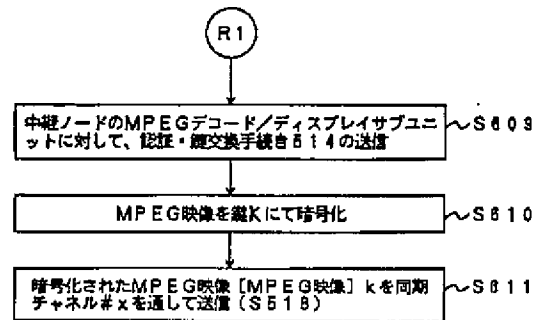 R1
中継ノードのMPEGデコード/ディスプレイサブユニ
ットに対して、認証・鍵交換手続き514の送信
~S609
MPEG映像を鍵Kにて暗号化
~S610
暗号化されたMPEG映像［MPEG映像］kを同期
チャネル#xを通して送信（S518）
~S611